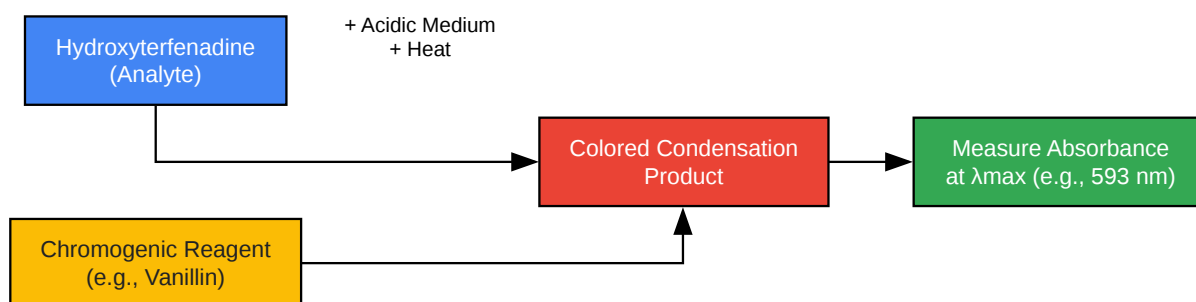 Hydroxyterfenadine
(Analyte)
+ Acidic Medium
+ Heat
Colored Condensation
Product
Measure Absorbance
at λmax (e.g., 593 nm)
Chromogenic Reagent
(e.g., Vanillin)